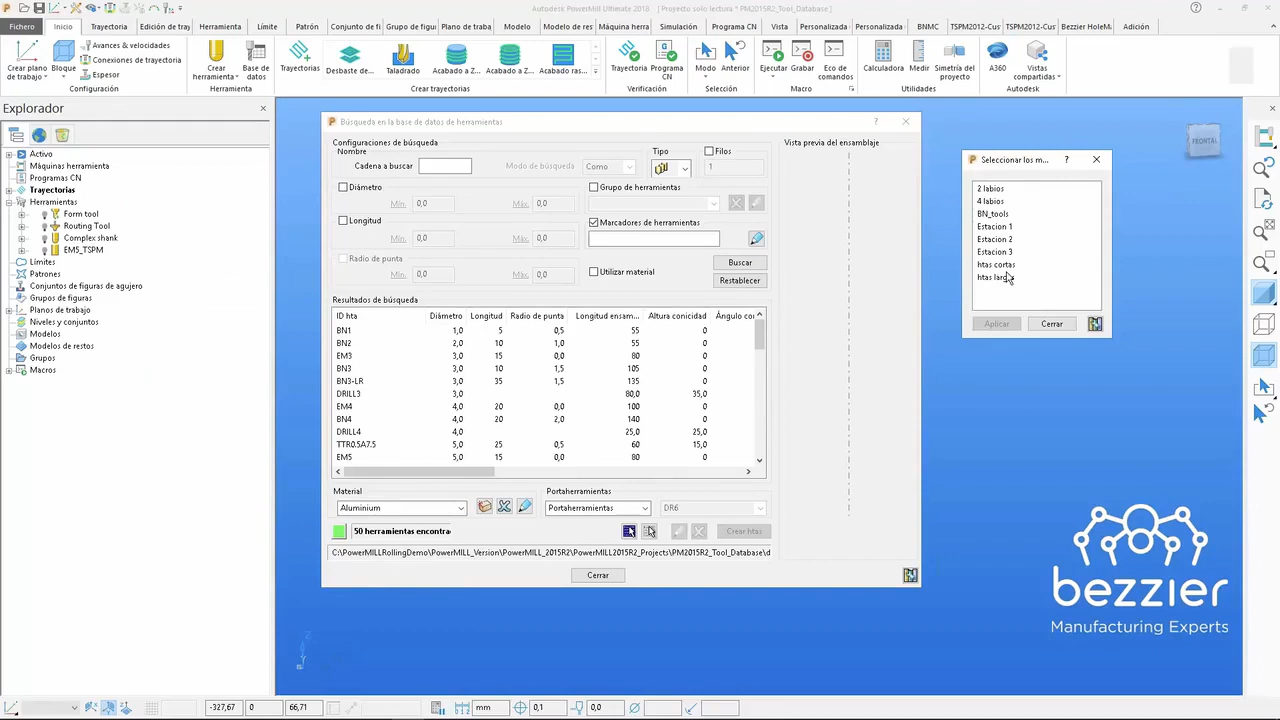 Autodesk PowerMill Ultimate 2018 [ Proyecto solo lectura * PM2015R2_Tool_Database ]
Fichero Inicio Trayectoria Edición de tray Herramienta Límite Patrón Conjunto de fi Grupo de figu Plano de trab Modelo Modelo de res Máquina herra Simulación Programa CN Vista Personalizada Personalizada BNMC TSPM2012-Cus TSPM2012-Cus Bezzier HoleM Adición
Avances & velocidades
Conexiones de trayectoria
Espesor
Crear plano de trabajo Bloque Crear herramienta Base de datos Trayectorias Desbaste de... Taladrado Acabado a Z... Acabado a Z... Acabado ras... Trayectoria Programa CN Modo Anterior Ejecutar Grabar Eco de comandos Calculadora Medir Simetría del proyecto A360 Vistas compartidas
Configuración Herramienta Crear trayectorias Verificación Selección Macro Utilidades Autodesk
Explorador
Activo
Máquinas herramienta
Programas CN
Trayectorias
Herramientas
Form tool
Routing Tool
Complex shank
EM5_TSPM
Límites
Patrones
Conjuntos de figuras de agujero
Grupos de figuras
Planos de trabajo
Niveles y conjuntos
Modelos
Modelos de restos
Grupos
Macros
Búsqueda en la base de datos de herramientas
Configuraciones de búsqueda
Nombre
Cadena a buscar Modo de búsqueda Como
Tipo
Filos
1
Diámetro
Mín. 0,0 Máx. 0,0
Longitud
Mín. 0,0 Máx. 0,0
Radio de punta
Mín. 0,0 Máx. 0,0
Grupo de herramientas
Marcadores de herramientas
Utilizar material
Buscar
Restablecer
Vista previa del ensamblaje
Resultados de búsqueda
ID hta Diámetro Longitud Radio de punta Longitud ensam... Altura conicidad Ángulo co
BN1 1,0 5 0,5 55 0
BN2 2,0 10 1,0 55 0
EM3 3,0 15 0,0 80 0
BN3 3,0 10 1,5 105 0
BN3-LR 3,0 35 1,5 135 0
DRILL3 3,0 80,0 35,0
EM4 4,0 20 0,0 100 0
BN4 4,0 20 2,0 140 0
DRILL4 4,0 25,0 25,0
TTR0.5A7.5 5,0 25 0,5 60 15,0
EM5 5,0 15 0,0 80 0
Material
Aluminium
Portaherramientas
Portaherramientas DR6
50 herramientas encontra
Crear htas
C:\PowerMILLRollingDemo\PowerMILL_Version\PowerMILL_2015R2\PowerMILL2015R2_Projects\PM2015R2_Tool_Database\d
Cerrar
Seleccionar los m...
2 labios
4 labios
BN_tools
Estacion 1
Estacion 2
Estacion 3
htas cortas
htas largas
Aplicar Cerrar
FRONTAL
bezzier
Manufacturing Experts
Z
Y
-327,67 0 66,71 mm 0,1 0,0